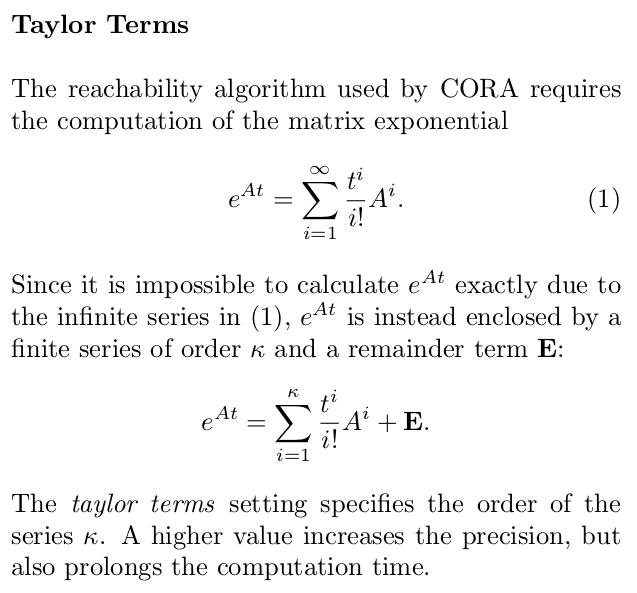 Taylor Terms
The reachability algorithm used by CORA requires
the computation of the matrix exponential
$$e^{At} = \sum_{i=1}^{\infty} \frac{t^i}{i!} A^i. \quad (1)$$
Since it is impossible to calculate $e^{At}$ exactly due to
the infinite series in (1), $e^{At}$ is instead enclosed by a
finite series of order $\kappa$ and a remainder term $\mathbf{E}$:
$$e^{At} = \sum_{i=1}^{\kappa} \frac{t^i}{i!} A^i + \mathbf{E}.$$
The taylor terms setting specifies the order of the
series $\kappa$. A higher value increases the precision, but
also prolongs the computation time.